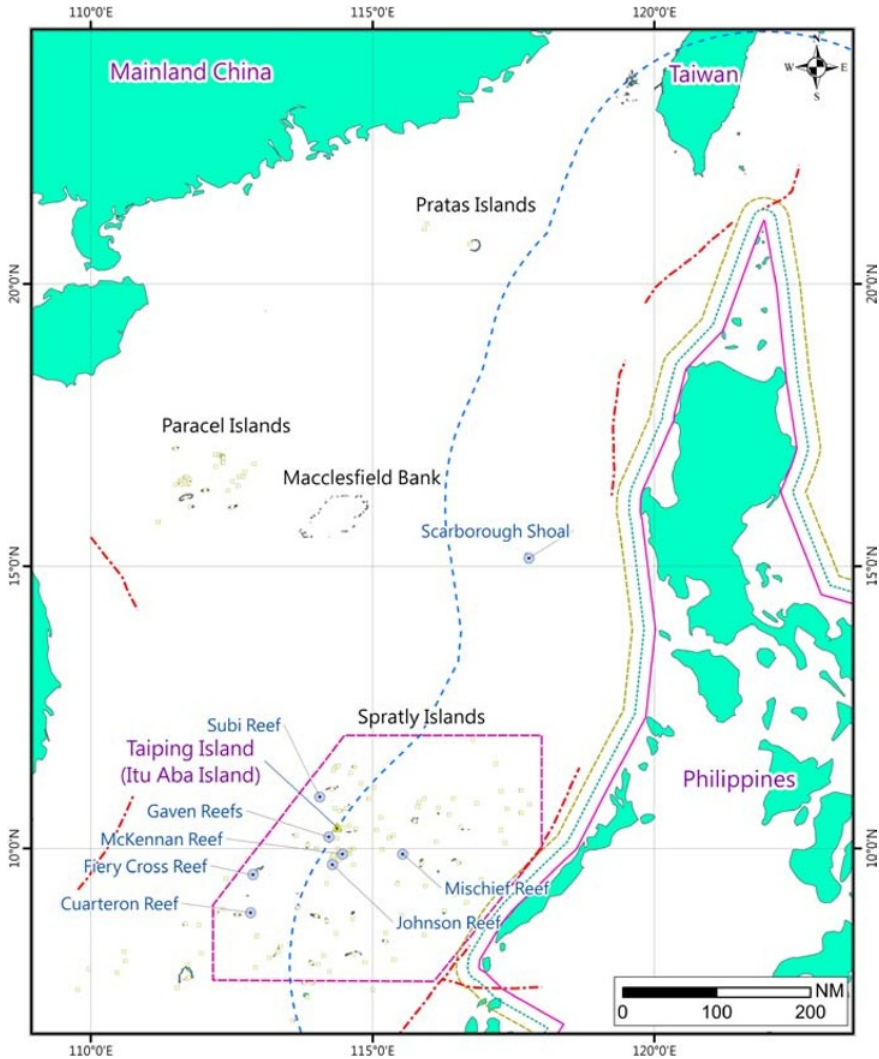 110°0'E 115°0'E 120°0'E
Mainland China
Taiwan
N
W E
S
Pratas Islands
20°0'N 20°0'N
Paracel Islands
Macclesfield Bank
Scarborough Shoal
15°0'N 15°0'N
Spratly Islands
Subi Reef
Taiping Island
(Itu Aba Island)
Philippines
Gaven Reefs
McKennan Reef
10°0'N 10°0'N
Fiery Cross Reef
Mischief Reef
Cuarteron Reef
Johnson Reef
NM
0 100 200
110°0'E 115°0'E 120°0'E